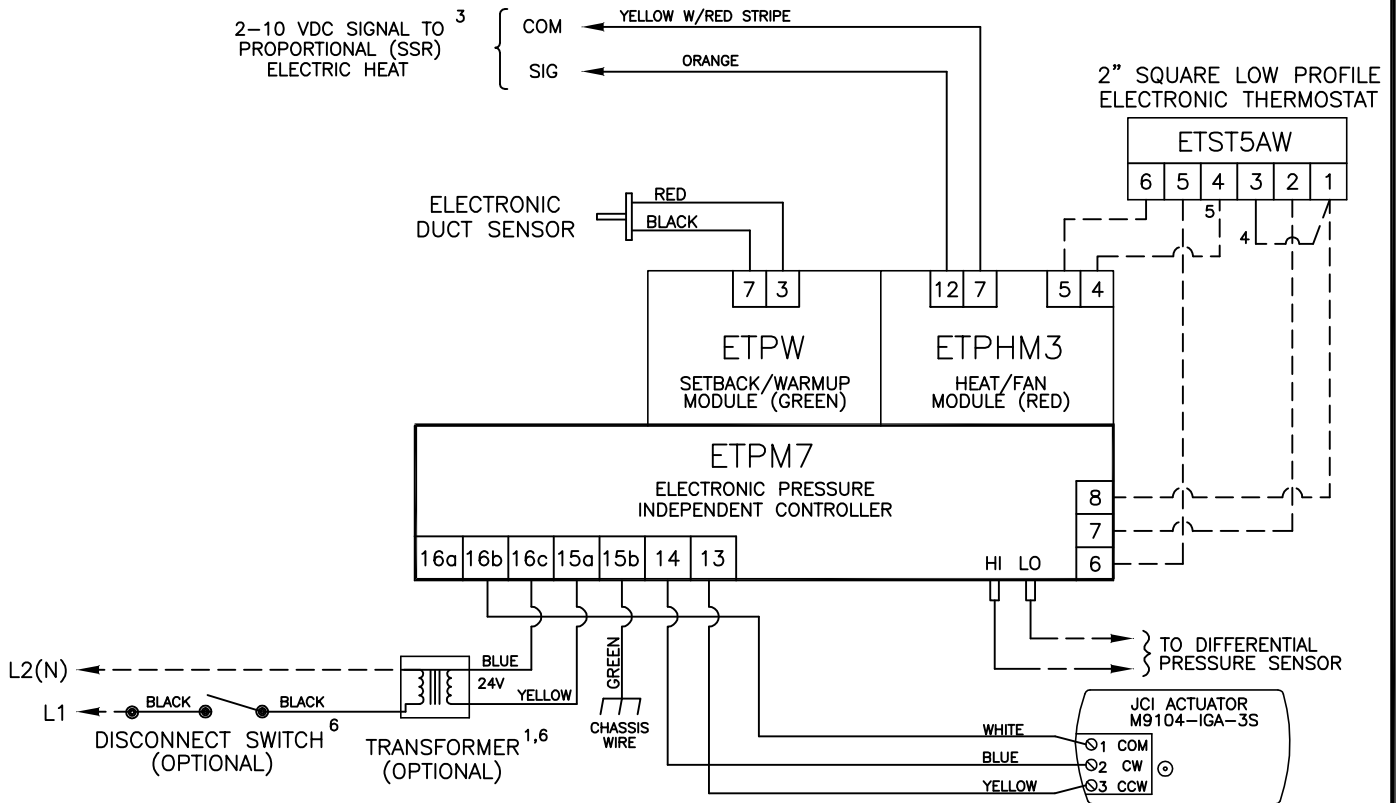 2-10 VDC SIGNAL TO 3
PROPORTIONAL (SSR)
ELECTRIC HEAT
COM
SIG
YELLOW W/RED STRIPE
ORANGE
2" SQUARE LOW PROFILE
ELECTRONIC THERMOSTAT
ETST5AW
6 5 4 3 2 1
5
4
ELECTRONIC
DUCT SENSOR
RED
BLACK
7 3
12 7
5 4
ETPW
SETBACK/WARMUP
MODULE (GREEN)
ETPHM3
HEAT/FAN
MODULE (RED)
ETPM7
ELECTRONIC PRESSURE
INDEPENDENT CONTROLLER
8
7
6
16a 16b 16c 15a 15b 14 13
HI LO
TO DIFFERENTIAL
PRESSURE SENSOR
L2(N)
L1
BLACK
BLACK
DISCONNECT SWITCH 6
(OPTIONAL)
BLUE
24V
YELLOW
TRANSFORMER 1,6
(OPTIONAL)
GREEN
CHASSIS
WIRE
WHITE
BLUE
YELLOW
JCI ACTUATOR
M9104-IGA-3S
1 COM
2 CW
3 CCW